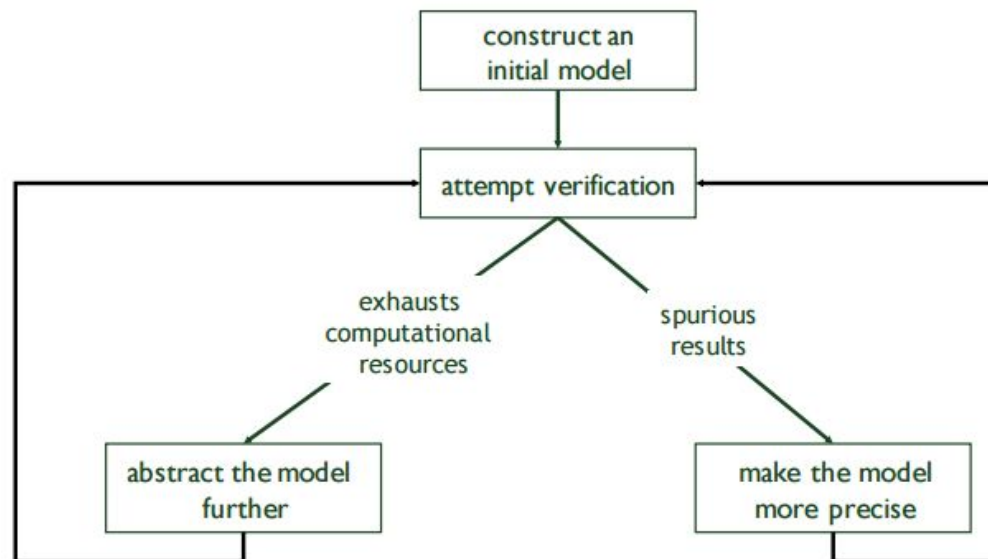 construct an
initial model
attempt verification
exhausts
computational
resources
spurious
results
abstract the model
further
make the model
more precise